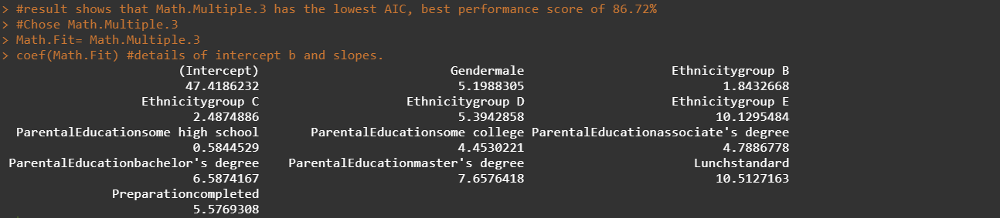 > #result shows that Math.Multiple.3 has the lowest AIC, best performance score of 86.72%
> #Chose Math.Multiple.3
> Math.Fit= Math.Multiple.3
> coef(Math.Fit) #details of intercept b and slopes.
(Intercept) Gendermale Ethnicitygroup B
47.4186232 5.1988305 1.8432668
Ethnicitygroup C Ethnicitygroup D Ethnicitygroup E
2.4874886 5.3942858 10.1295484
ParentalEducationsome high school ParentalEducationsome college ParentalEducationassociate's degree
0.5844529 4.4530221 4.7886778
ParentalEducationbachelor's degree ParentalEducationmaster's degree Lunchstandard
6.5874167 7.6576418 10.5127163
Preparationcompleted
5.5769308